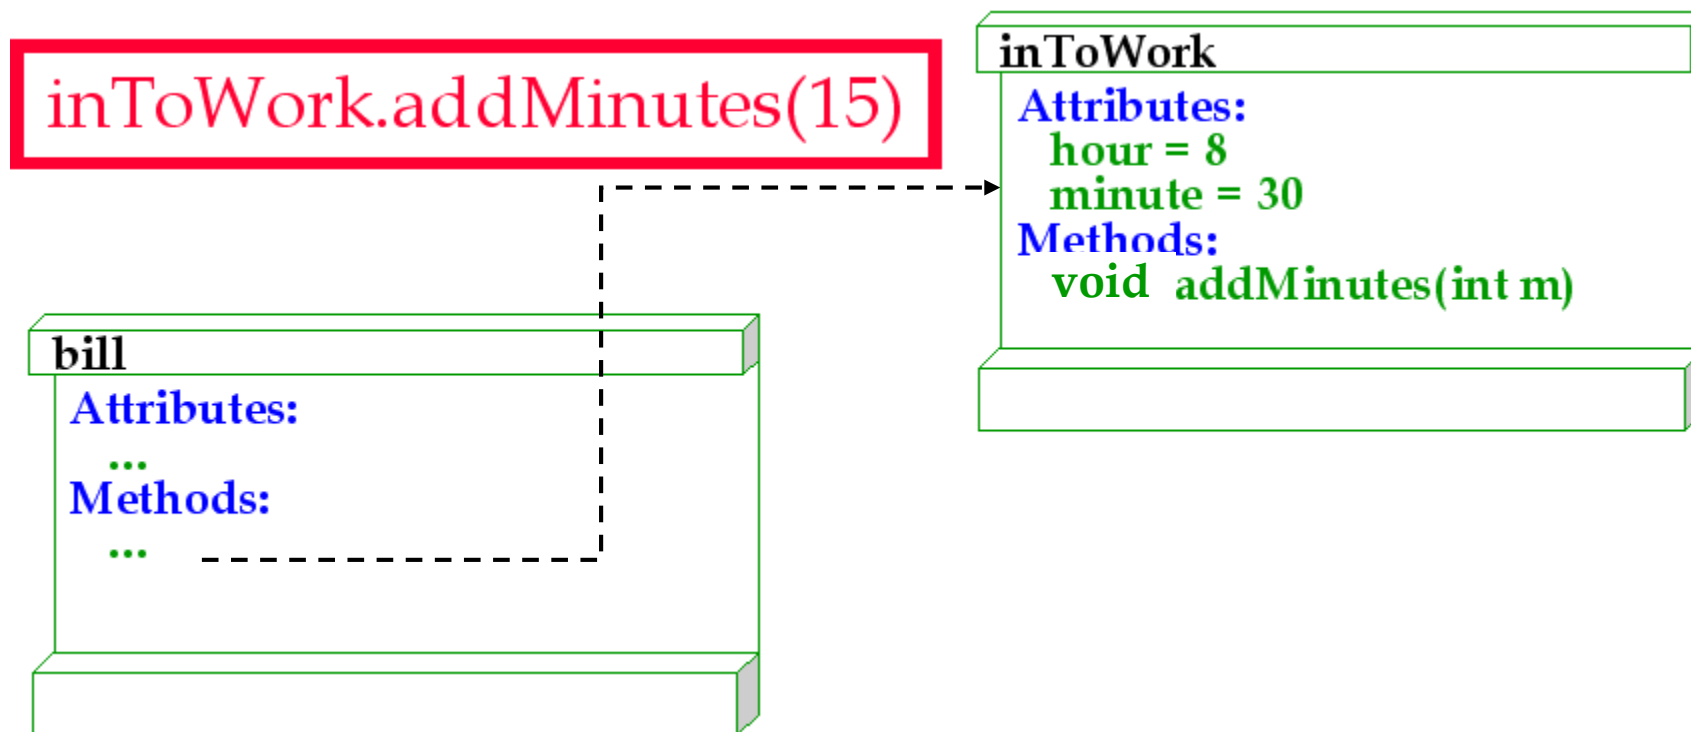 inToWork.addMinutes(15)
inToWork
Attributes:
hour = 8
minute = 30
Methods:
void addMinutes(int m)
bill
Attributes:
...
Methods:
...